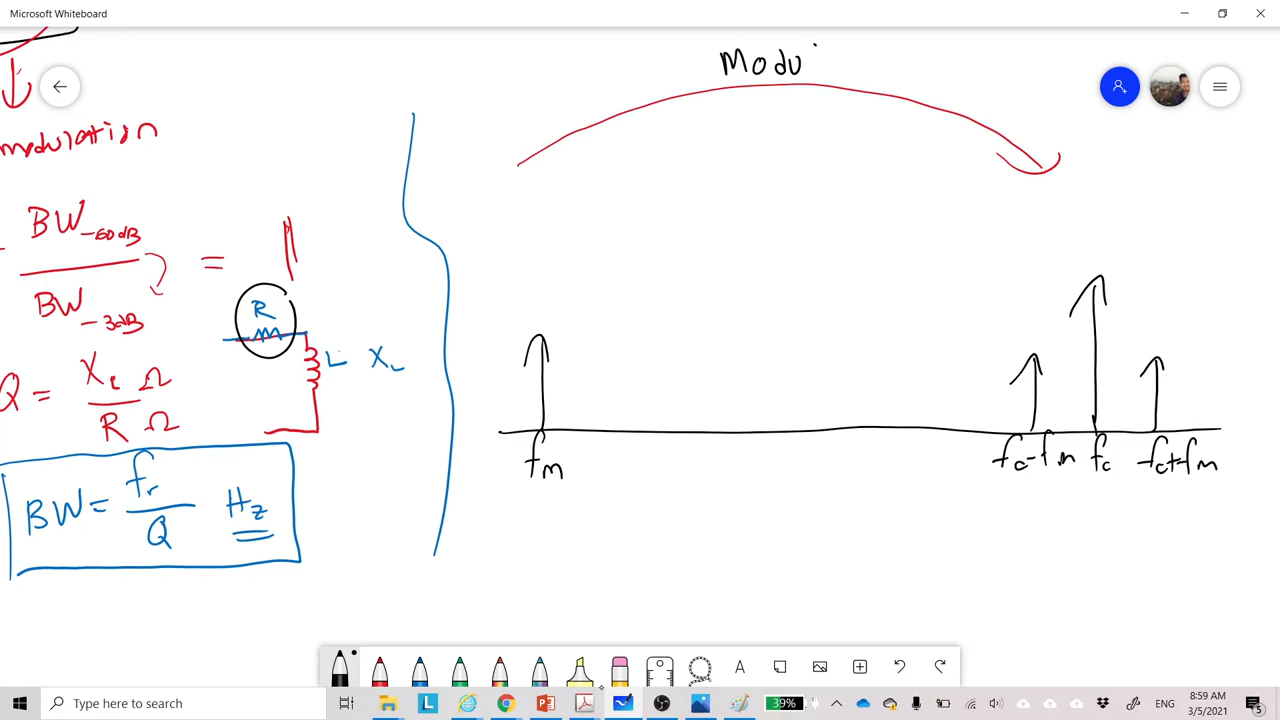 Microsoft Whiteboard
Modu
modulation
BW-60dB
BW-3dB
=
R
L XL
Q = XL Ω
R Ω
BW = fr Hz
Q
fm
fc-fm fc fc+fm
A
Type here to search
L
39%
8:59 AM
3/5/2021
5